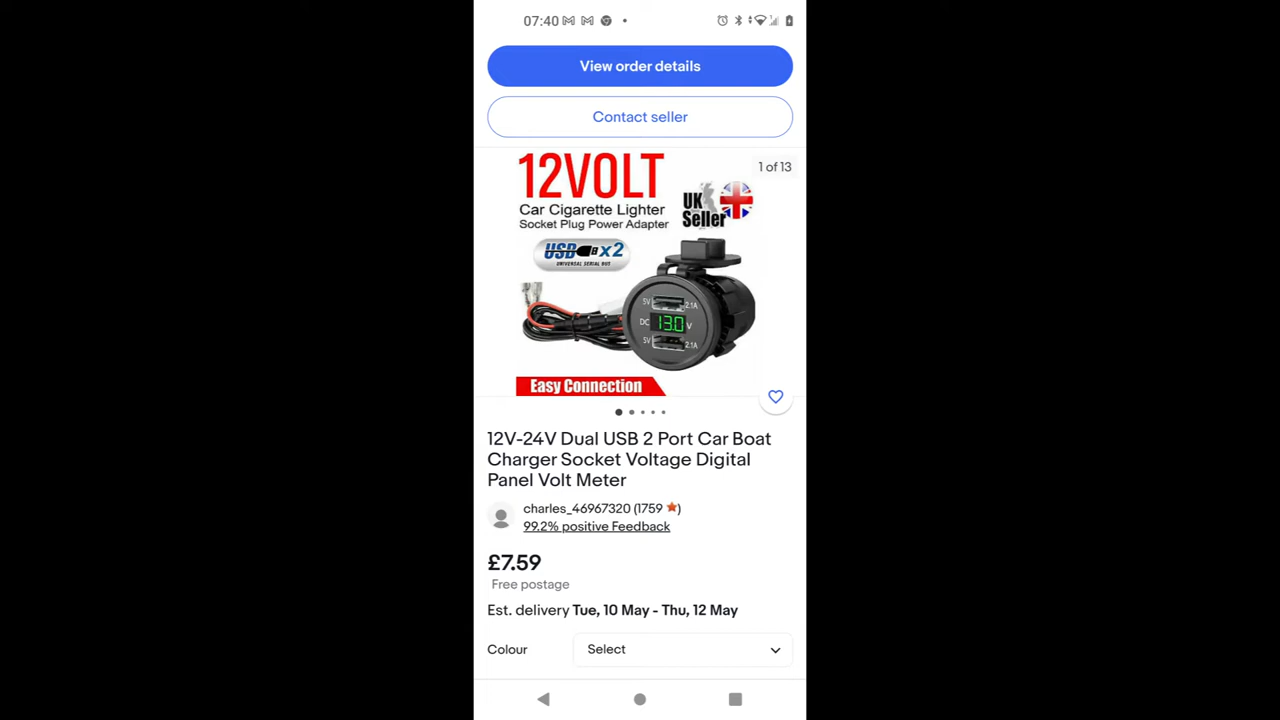 07:40
View order details
Contact seller
1 of 13
12VOLT
Car Cigarette Lighter
Socket Plug Power Adapter
UK
Seller
USB x2
UNIVERSAL SERIAL BUS
5V 2.1A
DC 13.0 V
5V 2.1A
Easy Connection
12V-24V Dual USB 2 Port Car Boat
Charger Socket Voltage Digital
Panel Volt Meter
charles_46967320 (1759 ★)
99.2% positive Feedback
£7.59
Free postage
Est. delivery Tue, 10 May - Thu, 12 May
Colour Select